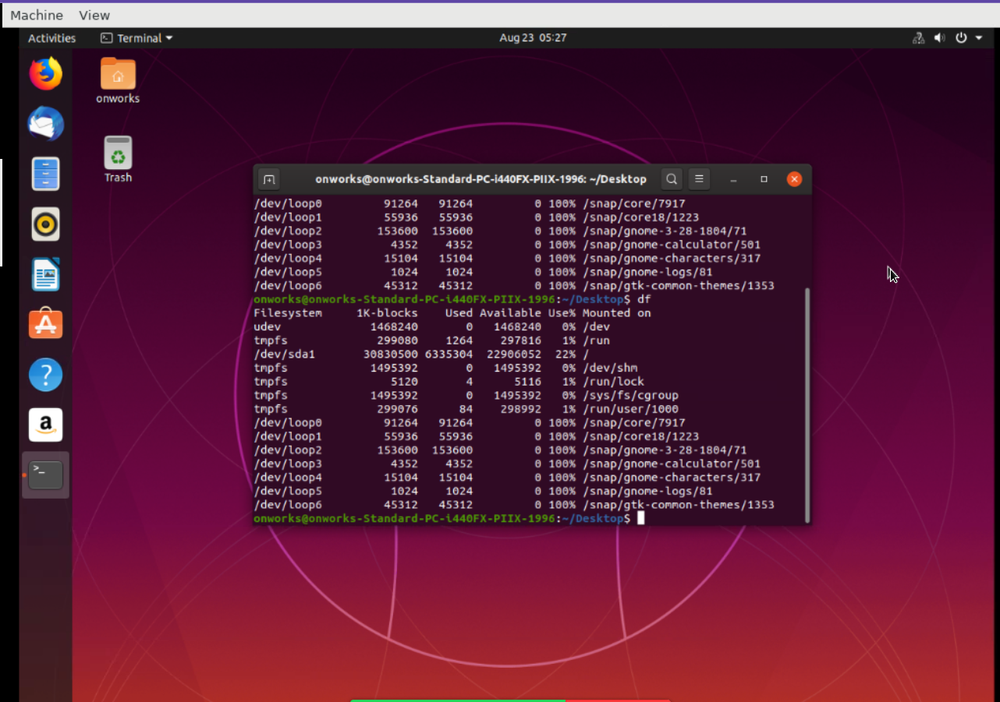 Machine View
Activities Terminal Aug 23 05:27
onworks
Trash
onworks@onworks-Standard-PC-i440FX-PIIX-1996: ~/Desktop
/dev/loop0 91264 91264 0 100% /snap/core/7917
/dev/loop1 55936 55936 0 100% /snap/core18/1223
/dev/loop2 153600 153600 0 100% /snap/gnome-3-28-1804/71
/dev/loop3 4352 4352 0 100% /snap/gnome-calculator/501
/dev/loop4 15104 15104 0 100% /snap/gnome-characters/317
/dev/loop5 1024 1024 0 100% /snap/gnome-logs/81
/dev/loop6 45312 45312 0 100% /snap/gtk-common-themes/1353
onworks@onworks-Standard-PC-i440FX-PIIX-1996:~/Desktop$ df
Filesystem 1K-blocks Used Available Use% Mounted on
udev 1468240 0 1468240 0% /dev
tmpfs 299080 1264 297816 1% /run
/dev/sda1 30830500 6335304 22906052 22% /
tmpfs 1495392 0 1495392 0% /dev/shm
tmpfs 5120 4 5116 1% /run/lock
tmpfs 1495392 0 1495392 0% /sys/fs/cgroup
tmpfs 299076 84 298992 1% /run/user/1000
/dev/loop0 91264 91264 0 100% /snap/core/7917
/dev/loop1 55936 55936 0 100% /snap/core18/1223
/dev/loop2 153600 153600 0 100% /snap/gnome-3-28-1804/71
/dev/loop3 4352 4352 0 100% /snap/gnome-calculator/501
/dev/loop4 15104 15104 0 100% /snap/gnome-characters/317
/dev/loop5 1024 1024 0 100% /snap/gnome-logs/81
/dev/loop6 45312 45312 0 100% /snap/gtk-common-themes/1353
onworks@onworks-Standard-PC-i440FX-PIIX-1996:~/Desktop$